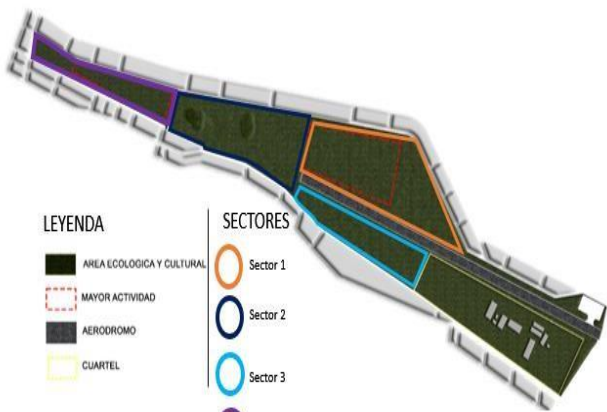 LEYENDA
AREA ECOLOGICA Y CULTURAL
MAYOR ACTIVIDAD
AERODROMO
CUARTEL
SECTORES
Sector 1
Sector 2
Sector 3